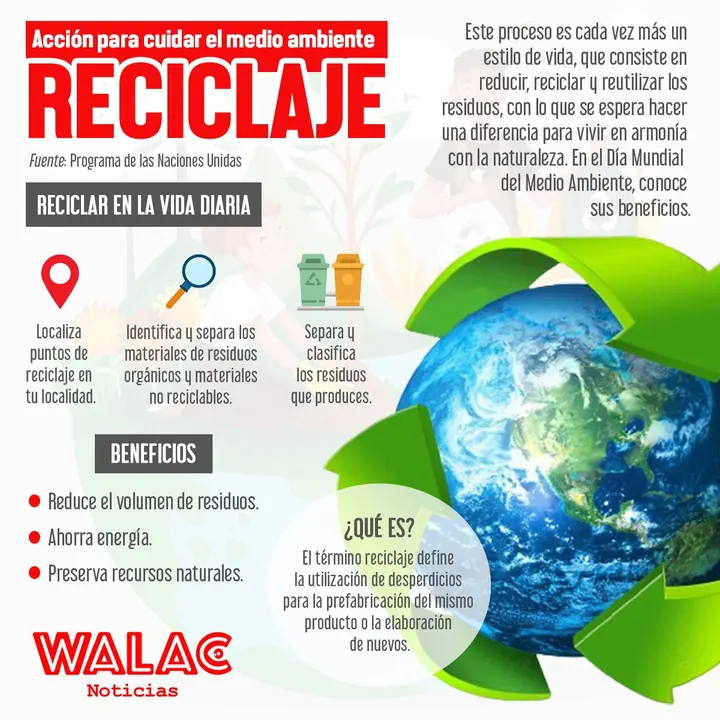 Acción para cuidar el medio ambiente
RECICLAJE
Fuente: Programa de las Naciones Unidas
Este proceso es cada vez más un
estilo de vida, que consiste en
reducir, reciclar y reutilizar los
residuos, con lo que se espera hacer
una diferencia para vivir en armonía
con la naturaleza. En el Día Mundial
del Medio Ambiente, conoce
sus beneficios.
RECICLAR EN LA VIDA DIARIA
Localiza
puntos de
reciclaje en
tu localidad.
Identifica y separa los
materiales de residuos
orgánicos y materiales
no reciclables.
Separa y
clasifica
los residuos
que produces.
BENEFICIOS
• Reduce el volumen de residuos.
• Ahorra energía.
• Preserva recursos naturales.
¿QUÉ ES?
El término reciclaje define
la utilización de desperdicios
para la prefabricación del mismo
producto o la elaboración
de nuevos.
WALAC
Noticias